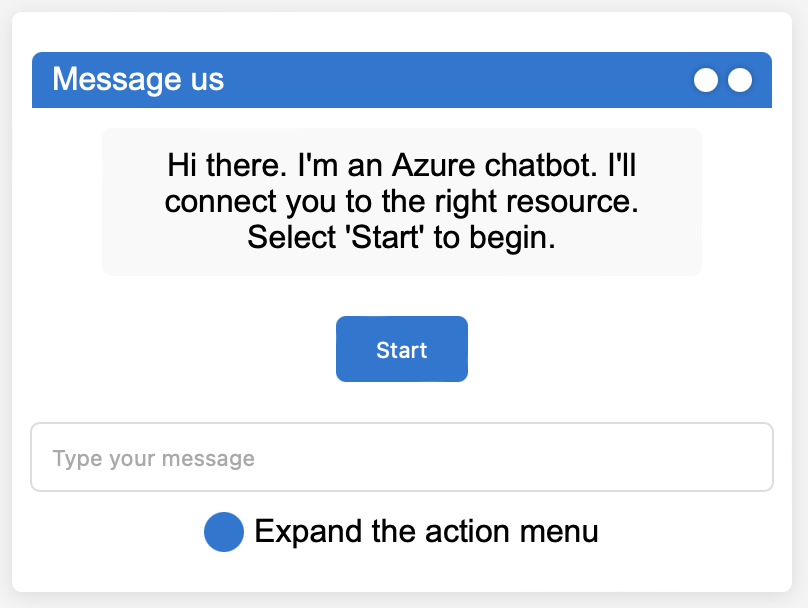 Message us
Hi there. I'm an Azure chatbot. I'll
connect you to the right resource.
Select 'Start' to begin.
Start
Type your message
Expand the action menu